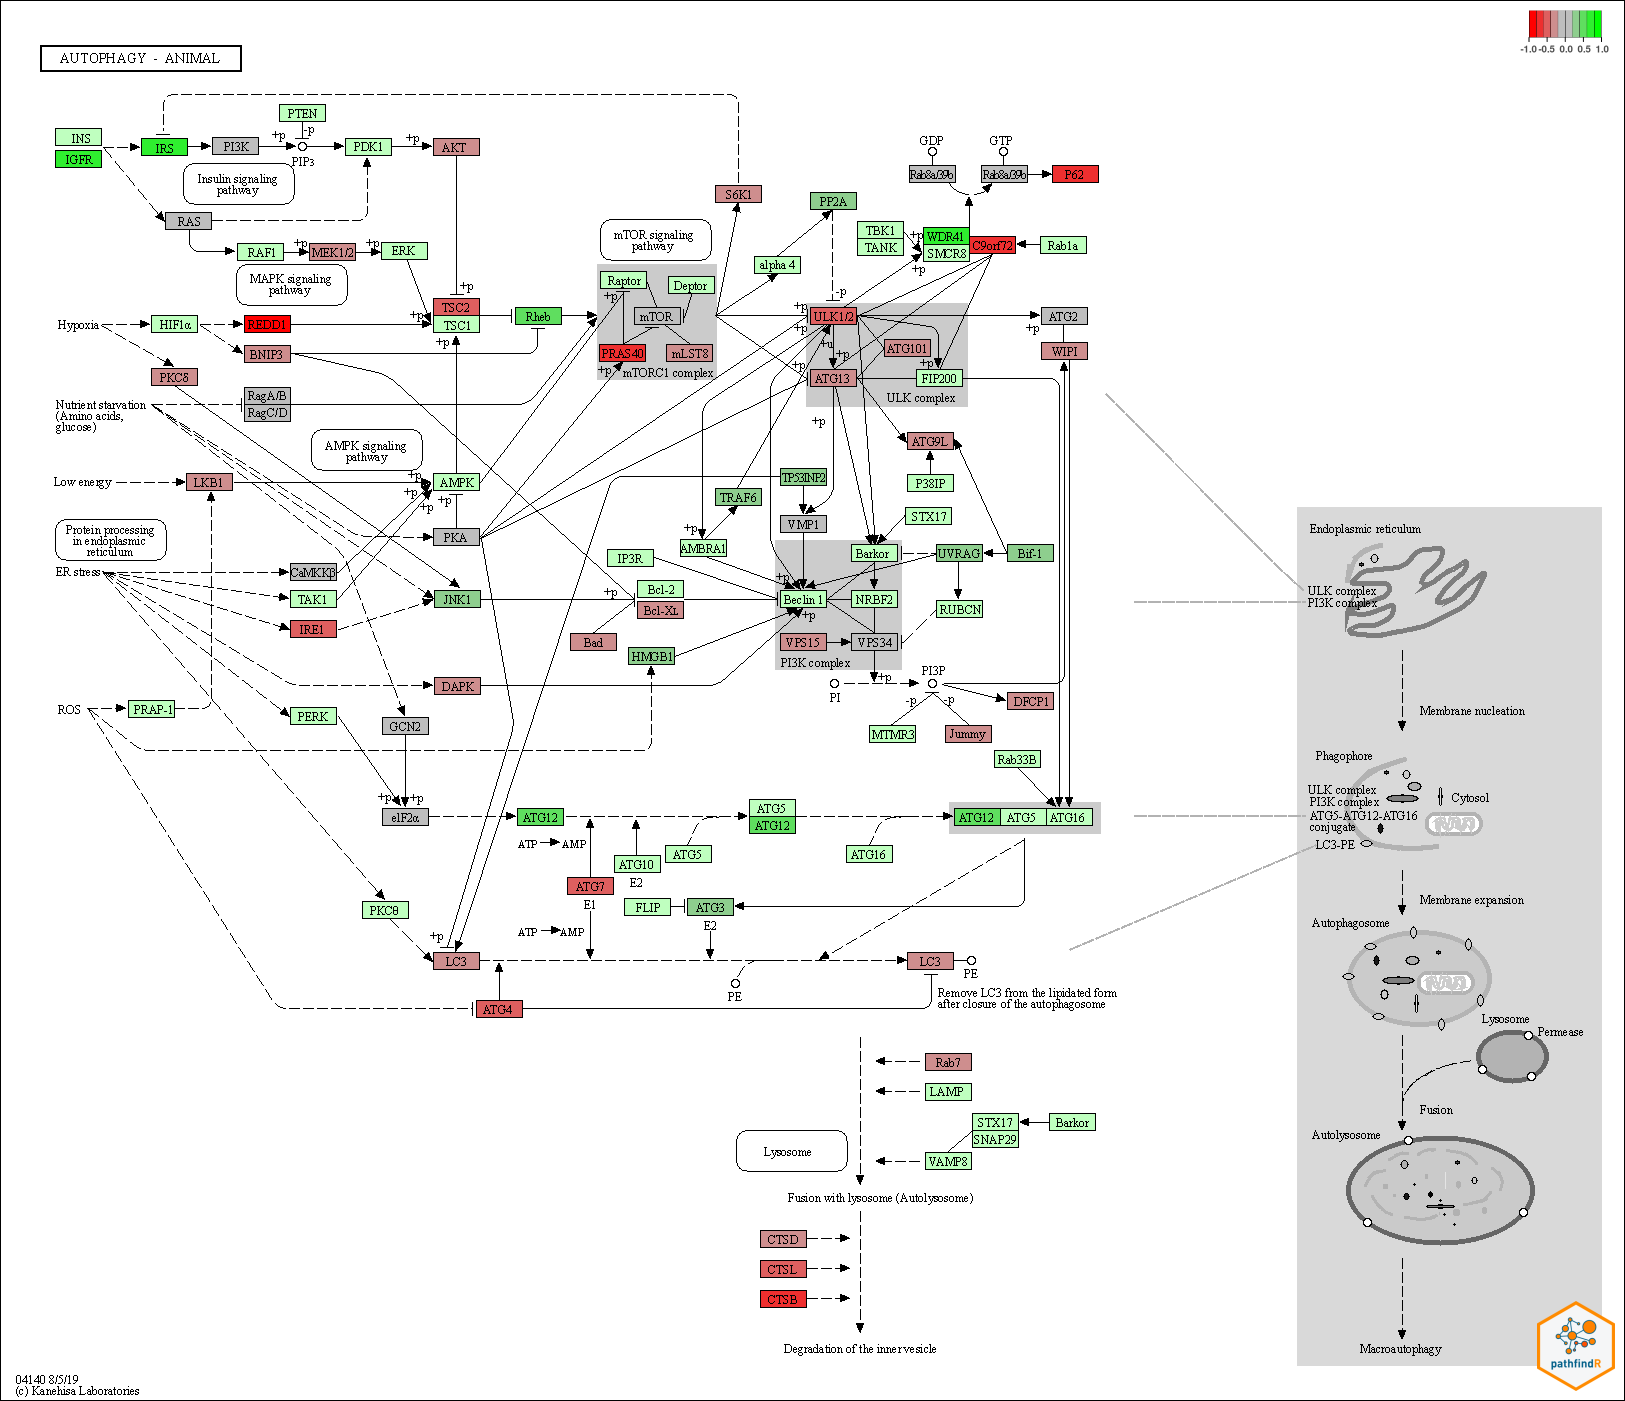 -1.0 -0.5 0.0 0.5 1.0
AUTOPHAGY - ANIMAL
PTEN
INS
IGFR
IRS
PI3K
+p
-p
PIP3
PDK1
+p
AKT
Insulin signaling
pathway
RAS
RAF1
+p
MEK1/2
+p
ERK
MAPK signaling
pathway
+p
TSC2
TSC1
+p
+p
Hypoxia
HIF1α
REDD1
BNIP3
PKCδ
Rheb
Nutrient starvation
(Amino acids,
glucose)
RagA/B
RagC/D
mTOR signaling
pathway
Raptor
Deptor
+p
mTOR
PRAS40
mLST8
+p
mTORC1 complex
S6K1
PP2A
alpha 4
-p
GDP
GTP
Rab8a/39b
Rab8a/39b
P62
TBK1
TANK
+p
+p
WDR41
SMCR8
C9orf72
Rab1a
+p
+p
ULK1/2
+u
+p
+p
ATG101
+p
ATG13
FIP200
ULK complex
+p
ATG2
+p
WIPI
ATG9L
P38IP
STX17
AMPK signaling
pathway
Low energy
LKB1
+p
+p
+p
+p
AMPK
PKA
Protein processing
in endoplasmic
reticulum
ER stress
CaMKKβ
TAK1
IRE1
JNK1
+p
TP53INP2
TRAF6
VMP1
+p
AMBRA1
IP3R
Bcl-2
Bcl-XL
Bad
HMGB1
Barkor
UVRAG
Bif-1
+p
Beclin 1
+p
NRBF2
RUBCN
VPS15
VPS34
PI3K complex
+p
PI
PI3P
-p
-p
DFCP1
MTMR3
Jummy
Rab33B
DAPK
ROS
PRAP-1
PERK
GCN2
+p
+p
eIF2α
ATG12
ATG5
ATG12
ATG12
ATG5
ATG16
ATP
AMP
ATG10
E2
ATG5
ATG16
ATG7
E1
FLIP
ATG3
E2
PKCθ
ATP
AMP
+p
LC3
PE
LC3
PE
ATG4
Remove LC3 from the lipidated form
after closure of the autophagosome
Rab7
LAMP
STX17
SNAP29
Barkor
VAMP8
Lysosome
Fusion with lysosome (Autolysosome)
CTSD
CTSL
CTSB
Degradation of the inner vesicle
Endoplasmic reticulum
ULK complex
PI3K complex
Membrane nucleation
Phagophore
ULK complex
PI3K complex
ATG5-ATG12-ATG16
conjugate
LC3-PE
Cytosol
Membrane expansion
Autophagosome
Lysosome
Permease
Fusion
Autolysosome
Macroautophagy
pathfindR
04140 8/5/19
(c) Kanehisa Laboratories